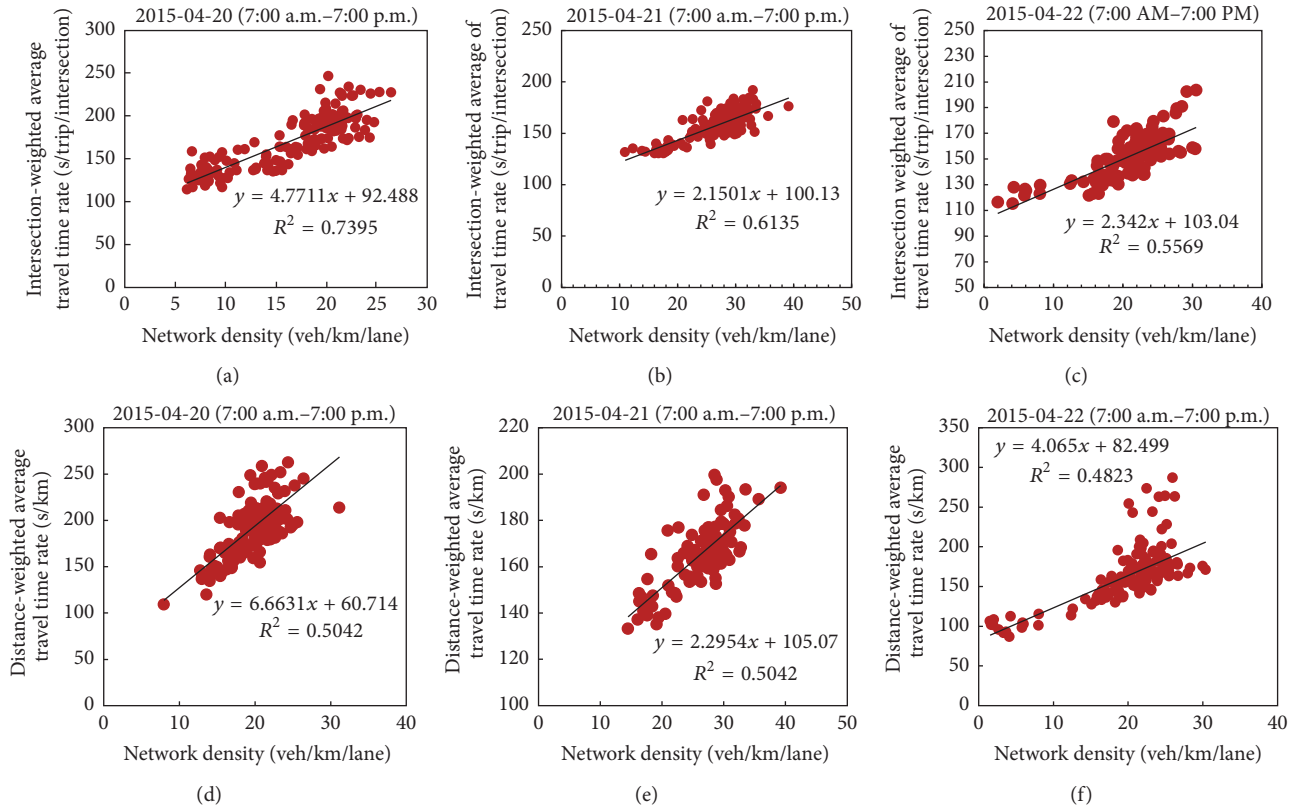 2015-04-20 (7:00 a.m.–7:00 p.m.)
300
250
200
150
100
50
0
Intersection-weighted average
travel time rate (s/trip/intersection)
y = 4.7711x + 92.488
R² = 0.7395
0
5
10
15
20
25
30
Network density (veh/km/lane)
(a)
2015-04-21 (7:00 a.m.–7:00 p.m.)
250
200
150
100
50
0
Intersection-weighted average of
travel time rate (s/trip/intersection)
y = 2.1501x + 100.13
R² = 0.6135
0
10
20
30
40
50
Network density (veh/km/lane)
(b)
2015-04-22 (7:00 AM–7:00 PM)
250
230
210
190
170
150
130
110
90
70
50
Intersection weighted average of
travel time rate (s/trip/intersection)
y = 2.342x + 103.04
R² = 0.5569
0
10
20
30
40
Network density (veh/km/lane)
(c)
2015-04-20 (7:00 a.m.–7:00 p.m.)
300
250
200
150
100
50
0
Distance-weighted average
travel time rate (s/km)
y = 6.6631x + 60.714
R² = 0.5042
0
10
20
30
40
Network density (veh/km/lane)
(d)
2015-04-21 (7:00 a.m.–7:00 p.m.)
220
200
180
160
140
120
100
Distance-weighted average
travel time rate (s/km)
y = 2.2954x + 105.07
R² = 0.5042
0
10
20
30
40
50
Network density (veh/km/lane)
(e)
2015-04-22 (7:00 a.m.–7:00 p.m.)
350
300
250
200
150
100
50
0
Distance-weighted average
travel time rate (s/km)
y = 4.065x + 82.499
R² = 0.4823
0
10
20
30
40
Network density (veh/km/lane)
(f)